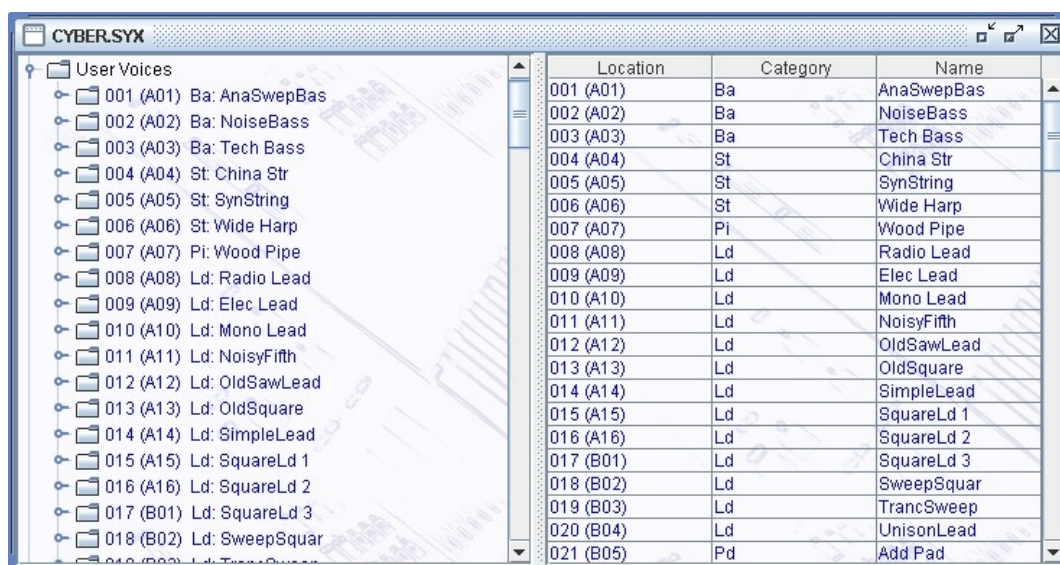 CYBER.SYX
User Voices
001 (A01) Ba: AnaSwepBas
002 (A02) Ba: NoiseBass
003 (A03) Ba: Tech Bass
004 (A04) St: China Str
005 (A05) St: SynString
006 (A06) St: Wide Harp
007 (A07) Pi: Wood Pipe
008 (A08) Ld: Radio Lead
009 (A09) Ld: Elec Lead
010 (A10) Ld: Mono Lead
011 (A11) Ld: NoisyFifth
012 (A12) Ld: OldSawLead
013 (A13) Ld: OldSquare
014 (A14) Ld: SimpleLead
015 (A15) Ld: SquareLd 1
016 (A16) Ld: SquareLd 2
017 (B01) Ld: SquareLd 3
018 (B02) Ld: SweepSquar
Location Category Name
001 (A01) Ba AnaSwepBas
002 (A02) Ba NoiseBass
003 (A03) Ba Tech Bass
004 (A04) St China Str
005 (A05) St SynString
006 (A06) St Wide Harp
007 (A07) Pi Wood Pipe
008 (A08) Ld Radio Lead
009 (A09) Ld Elec Lead
010 (A10) Ld Mono Lead
011 (A11) Ld NoisyFifth
012 (A12) Ld OldSawLead
013 (A13) Ld OldSquare
014 (A14) Ld SimpleLead
015 (A15) Ld SquareLd 1
016 (A16) Ld SquareLd 2
017 (B01) Ld SquareLd 3
018 (B02) Ld SweepSquar
019 (B03) Ld TrancSweep
020 (B04) Ld UnisonLead
021 (B05) Pd Add Pad